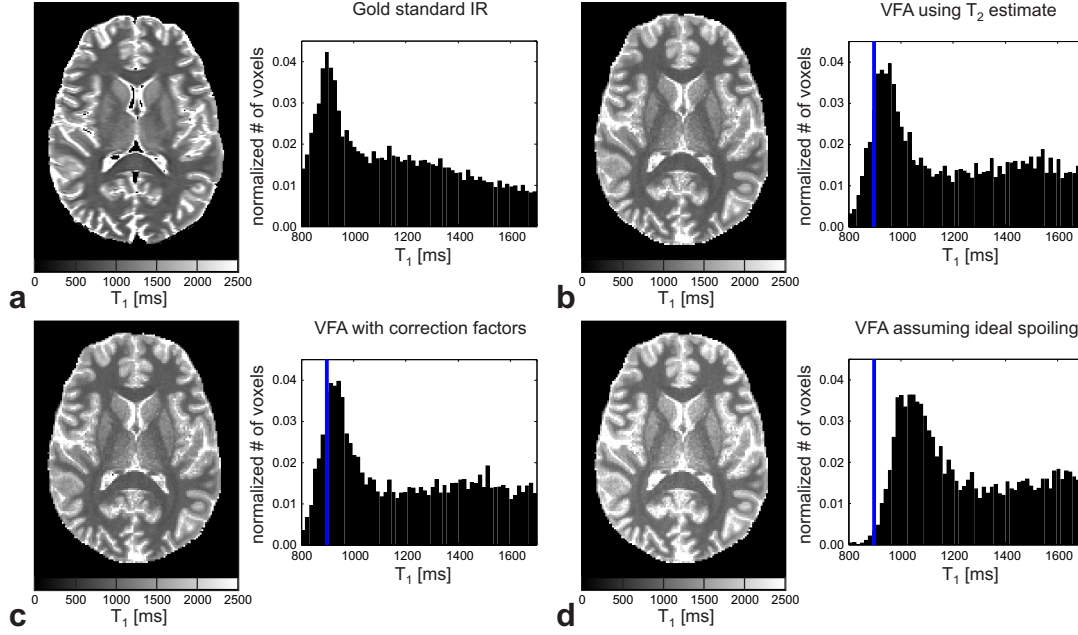 Gold standard IR
normalized # of voxels
0.04
0.03
0.02
0.01
0.00
800 1000 1200 1400 1600
T1 [ms]
0 500 1000 1500 2000 2500
T1 [ms]
a
VFA using T2 estimate
normalized # of voxels
0.04
0.03
0.02
0.01
0.00
800 1000 1200 1400 1600
T1 [ms]
0 500 1000 1500 2000 2500
T1 [ms]
b
VFA with correction factors
normalized # of voxels
0.04
0.03
0.02
0.01
0.00
800 1000 1200 1400 1600
T1 [ms]
0 500 1000 1500 2000 2500
T1 [ms]
c
VFA assuming ideal spoiling
normalized # of voxels
0.04
0.03
0.02
0.01
0.00
800 1000 1200 1400 1600
T1 [ms]
0 500 1000 1500 2000 2500
T1 [ms]
d